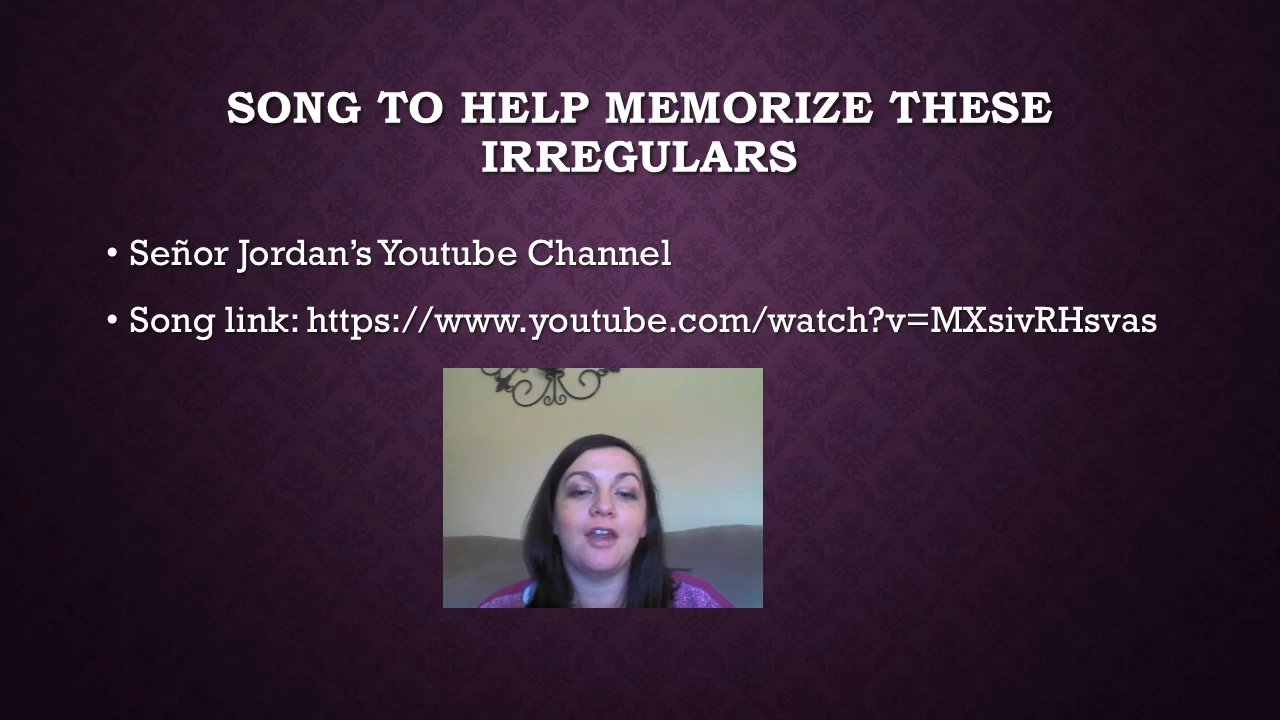 SONG TO HELP MEMORIZE THESE
IRREGULARS
• Señor Jordan’s Youtube Channel
• Song link: https://www.youtube.com/watch?v=MXsivRHsvas